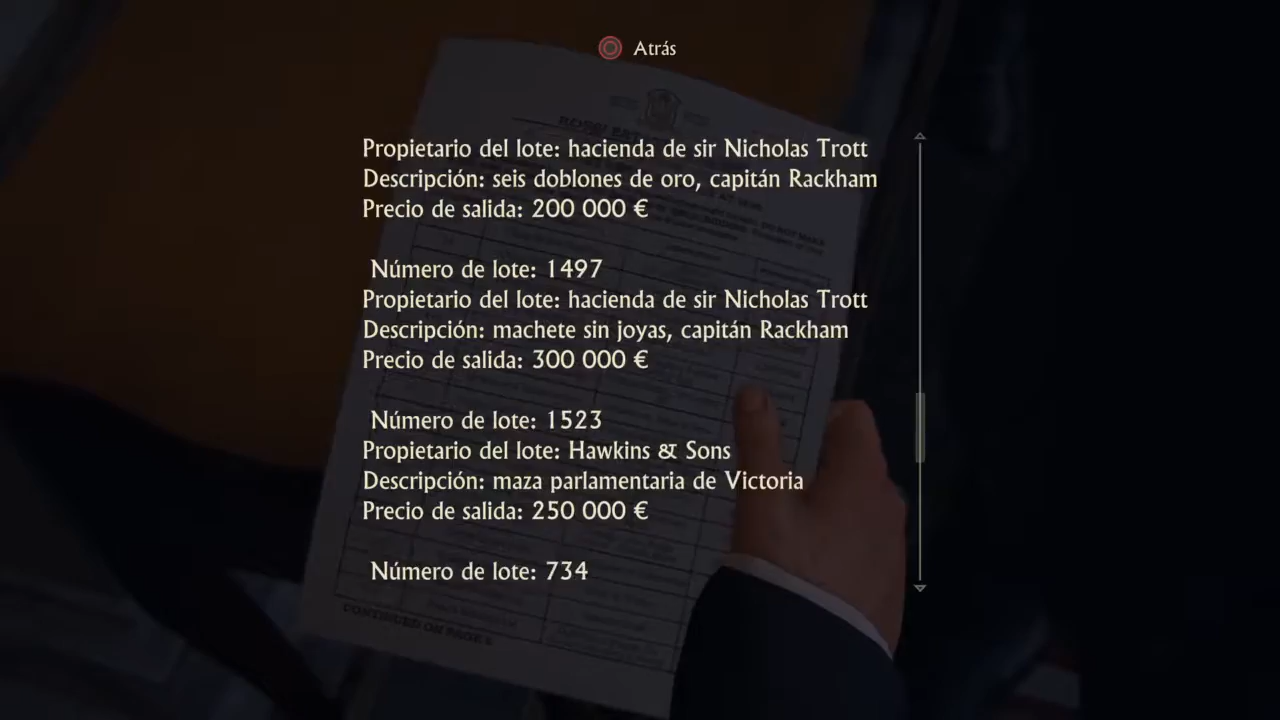 Atrás
Propietario del lote: hacienda de sir Nicholas Trott
Descripción: seis doblones de oro, capitán Rackham
Precio de salida: 200 000 €
Número de lote: 1497
Propietario del lote: hacienda de sir Nicholas Trott
Descripción: machete sin joyas, capitán Rackham
Precio de salida: 300 000 €
Número de lote: 1523
Propietario del lote: Hawkins & Sons
Descripción: maza parlamentaria de Victoria
Precio de salida: 250 000 €
Número de lote: 734
CONTINUED ON PAGE